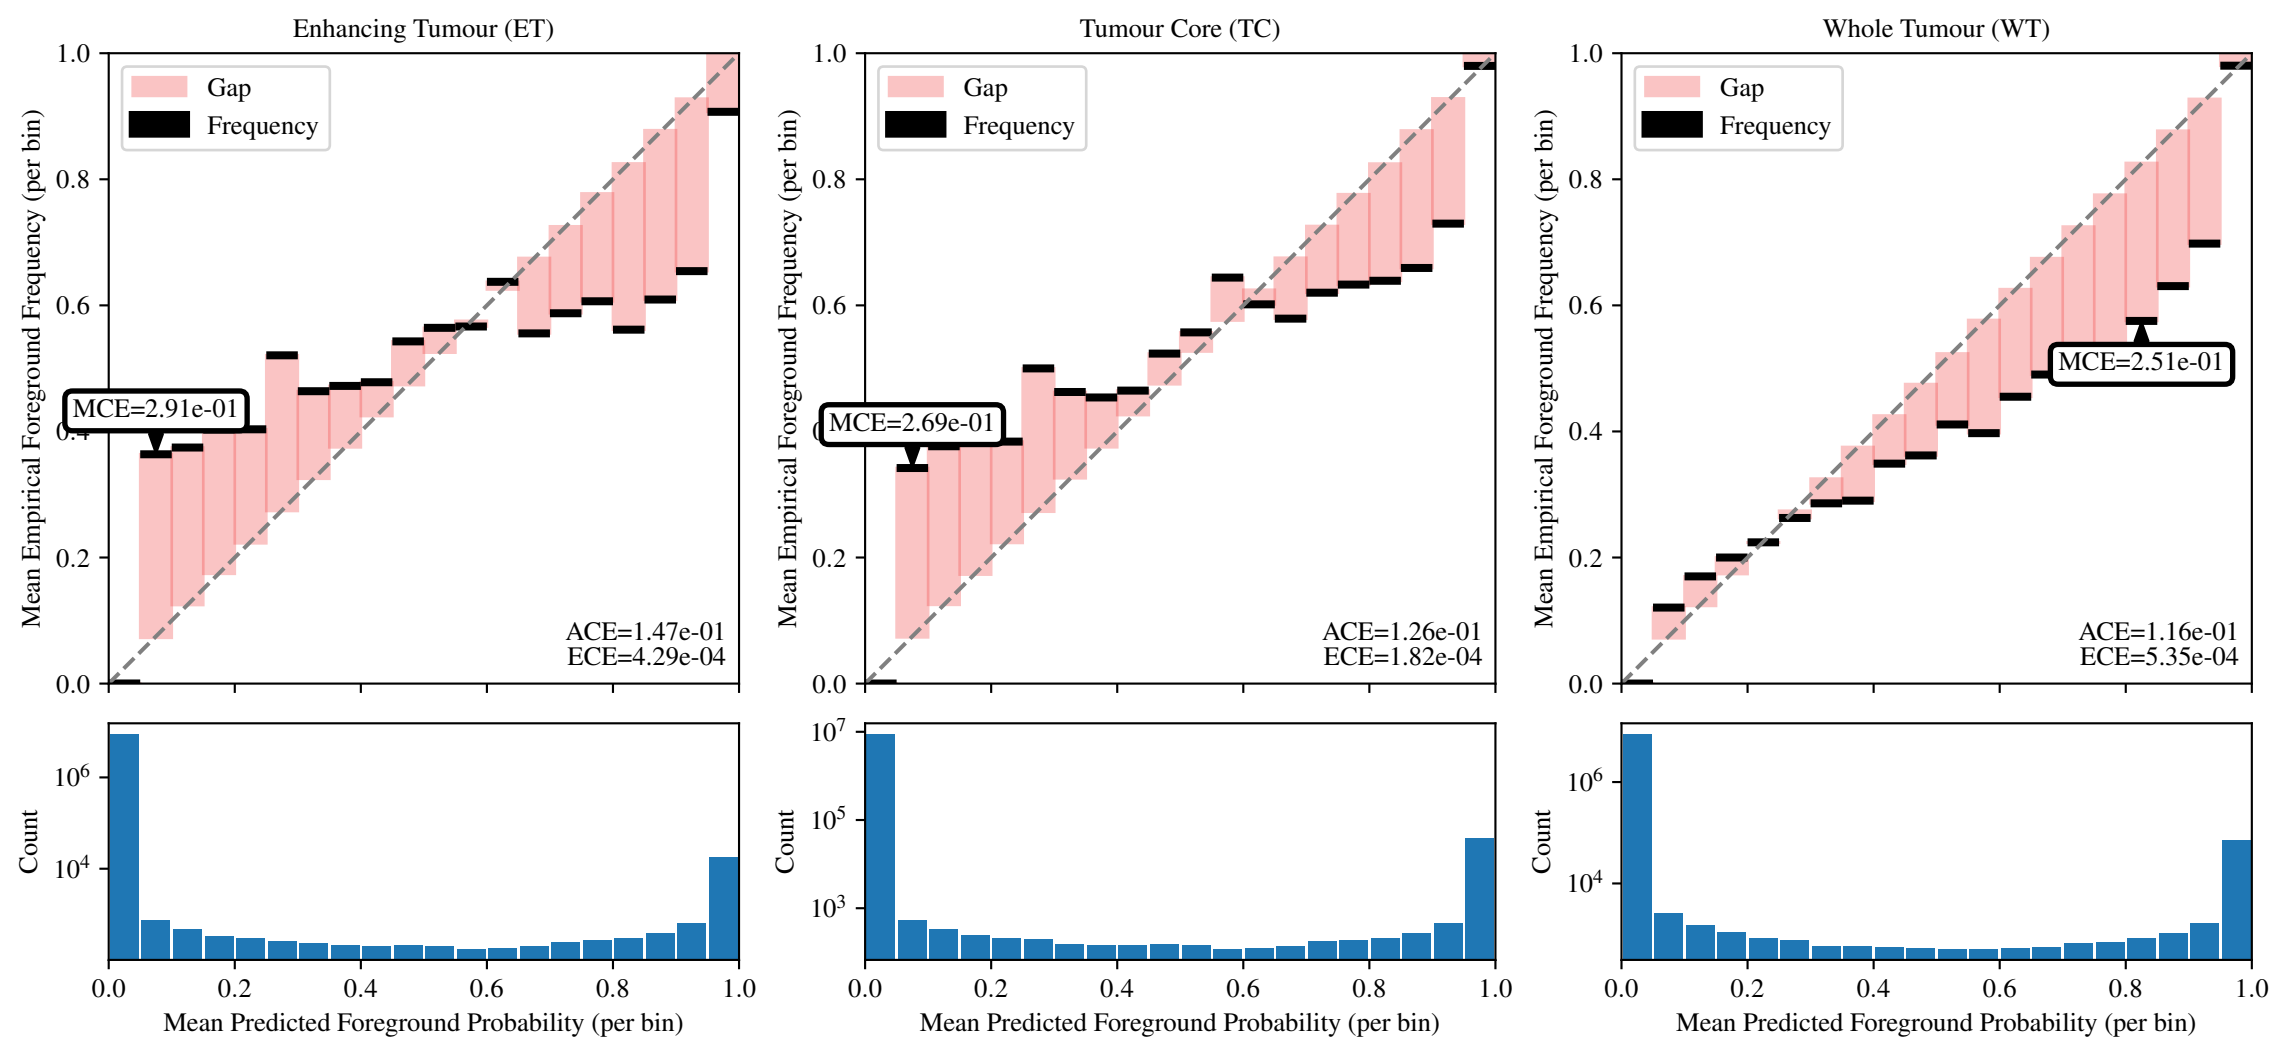 Enhancing Tumour (ET)
Mean Empirical Foreground Frequency (per bin)
1.0
0.8
0.6
0.4
0.2
0.0
Gap
Frequency
MCE=2.91e-01
ACE=1.47e-01
ECE=4.29e-04
Count
10^6
10^4
0.0 0.2 0.4 0.6 0.8 1.0
Mean Predicted Foreground Probability (per bin)
Tumour Core (TC)
Mean Empirical Foreground Frequency (per bin)
1.0
0.8
0.6
0.2
0.0
Gap
Frequency
MCE=2.69e-01
ACE=1.26e-01
ECE=1.82e-04
Count
10^7
10^5
10^3
0.0 0.2 0.4 0.6 0.8 1.0
Mean Predicted Foreground Probability (per bin)
Whole Tumour (WT)
Mean Empirical Foreground Frequency (per bin)
1.0
0.8
0.6
0.4
0.2
0.0
Gap
Frequency
MCE=2.51e-01
ACE=1.16e-01
ECE=5.35e-04
Count
10^6
10^4
0.0 0.2 0.4 0.6 0.8 1.0
Mean Predicted Foreground Probability (per bin)